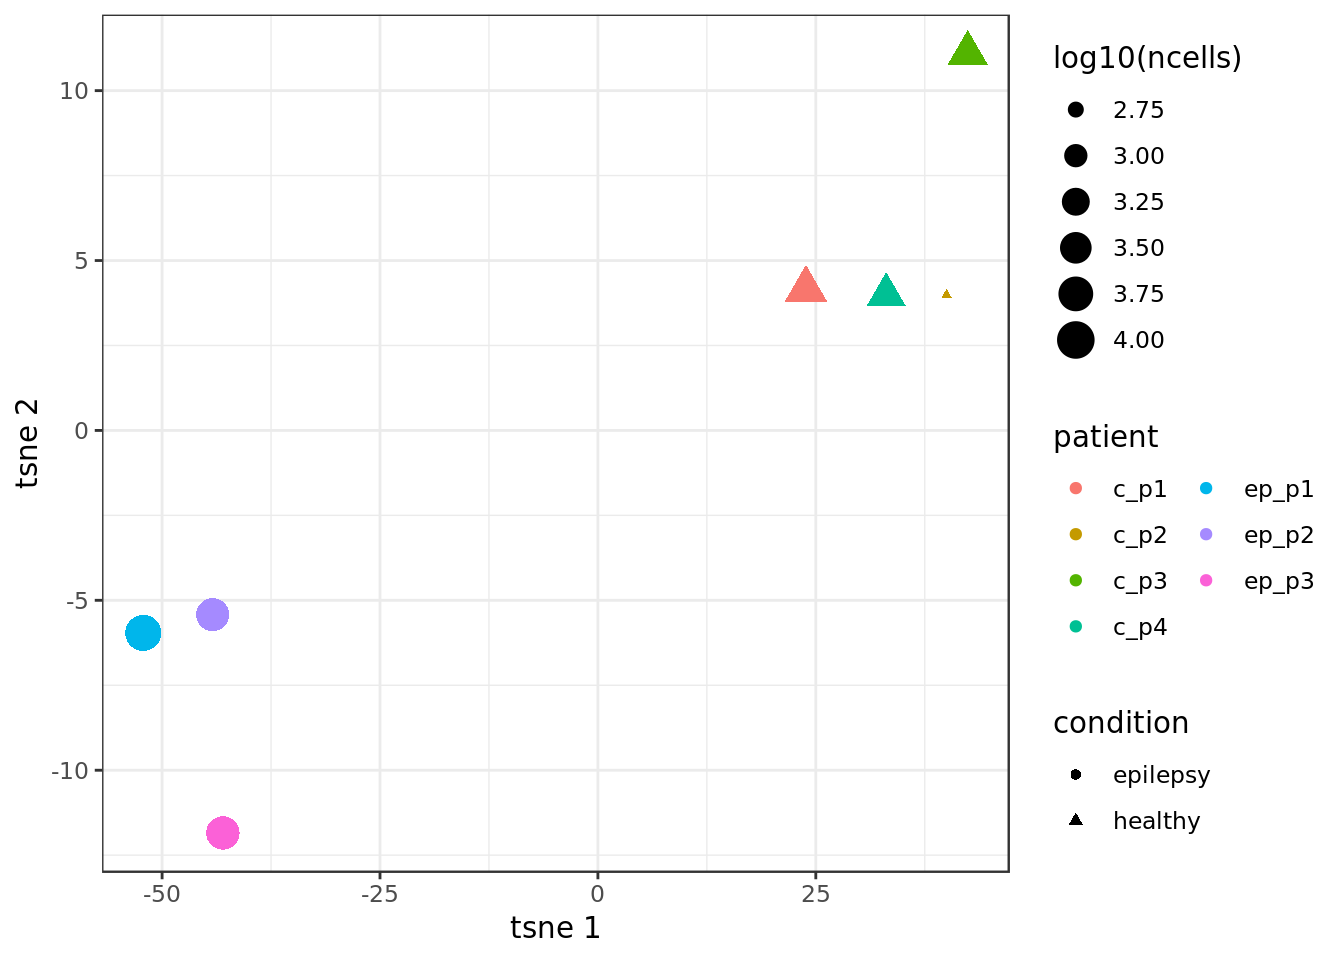 10
5
0
-5
-10
tsne 2
-50 -25 0 25
tsne 1
log10(ncells)
2.75
3.00
3.25
3.50
3.75
4.00
patient
c_p1 ep_p1
c_p2 ep_p2
c_p3 ep_p3
c_p4
condition
epilepsy
healthy